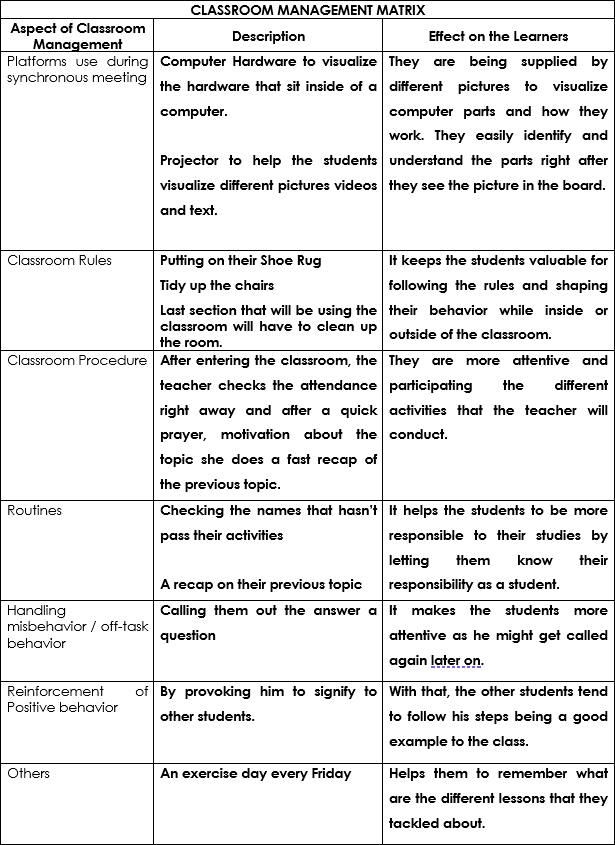 CLASSROOM MANAGEMENT MATRIX
Aspect of Classroom
Management
Description
Effect on the Learners
Platforms use during
synchronous meeting
Computer Hardware to visualize
the hardware that sit inside of a
computer.
Projector to help the students
visualize different pictures videos
and text.
They are being supplied by
different pictures to visualize
computer parts and how they
work. They easily identify and
understand the parts right after
they see the picture in the board.
Classroom Rules
Putting on their Shoe Rug
Tidy up the chairs
Last section that will be using the
classroom will have to clean up
the room.
It keeps the students valuable for
following the rules and shaping
their behavior while inside or
outside of the classroom.
Classroom Procedure
After entering the classroom, the
teacher checks the attendance
right away and after a quick
prayer, motivation about the
topic she does a fast recap of
the previous topic.
They are more attentive and
participating the different
activities that the teacher will
conduct.
Routines
Checking the names that hasn't
pass their activities
A recap on their previous topic
It helps the students to be more
responsible to their studies by
letting them know their
responsibility as a student.
Handling
misbehavior / off-task
behavior
Calling them out the answer a
question
It makes the students more
attentive as he might get called
again later on.
Reinforcement of
Positive behavior
By provoking him to signify to
other students.
With that, the other students tend
to follow his steps being a good
example to the class.
Others
An exercise day every Friday
Helps them to remember what
are the different lessons that they
tackled about.